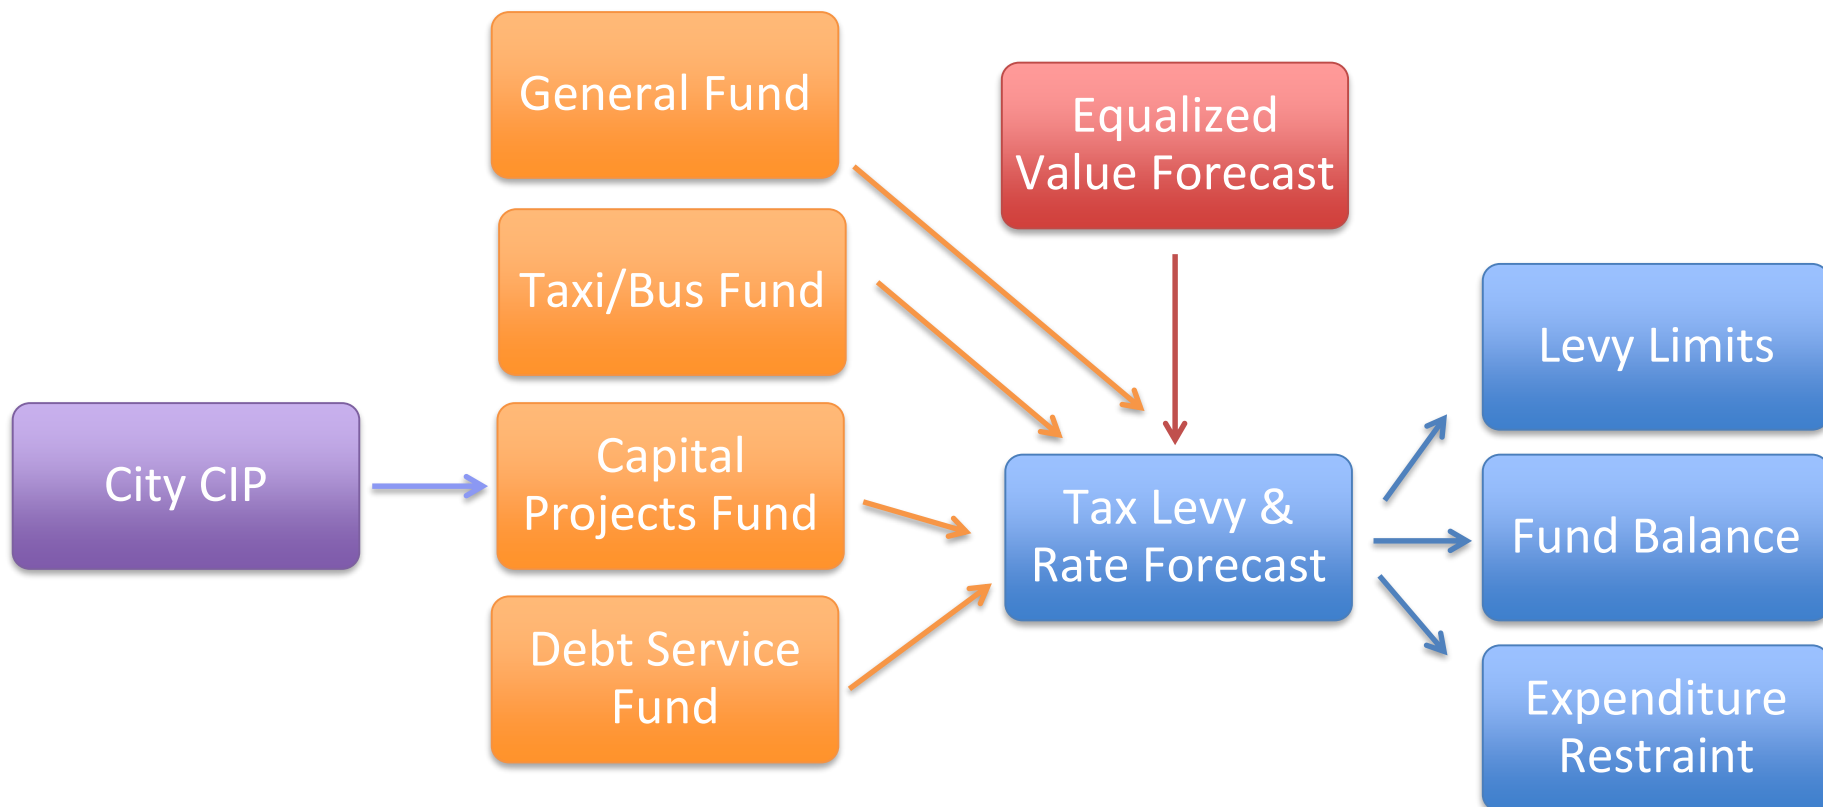 General Fund
Equalized
Value Forecast
Taxi/Bus Fund
Levy Limits
City CIP
Capital
Projects Fund
Tax Levy &
Rate Forecast
Fund Balance
Debt Service
Fund
Expenditure
Restraint